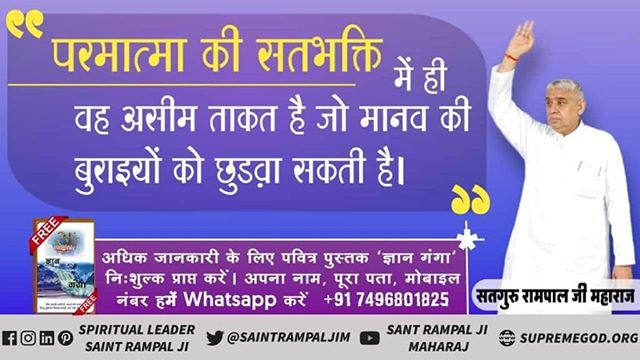 "परमात्मा की सतभक्ति
में ही
वह असीम ताकत है जो मानव की
बुराइयों को छुडव़ा सकती है।"
FREE
ज्ञान
गंगा
FREE
अधिक जानकारी के लिए पवित्र पुस्तक 'ज्ञान गंगा'
निःशुल्क प्राप्त करें। अपना नाम, पूरा पता, मोबाइल
नंबर हमें Whatsapp करें +91 7496801825
सतगुरु रामपाल जी महाराज
SPIRITUAL LEADER
SAINT RAMPAL JI
@SAINTRAMPALJIM
SANT RAMPAL JI
MAHARAJ
SUPREMEGOD.ORG